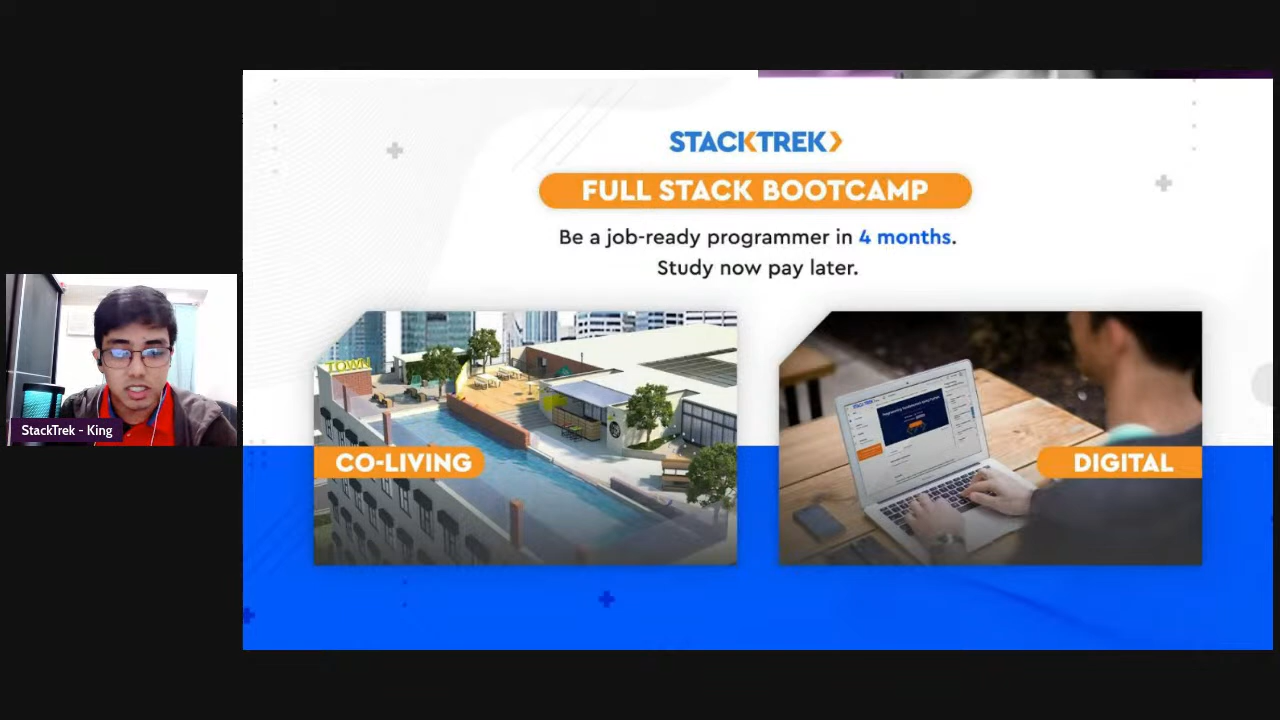 STACKTREK
FULL STACK BOOTCAMP
Be a job-ready programmer in 4 months.
Study now pay later.
TOWN
CO-LIVING
DIGITAL
StackTrek - King